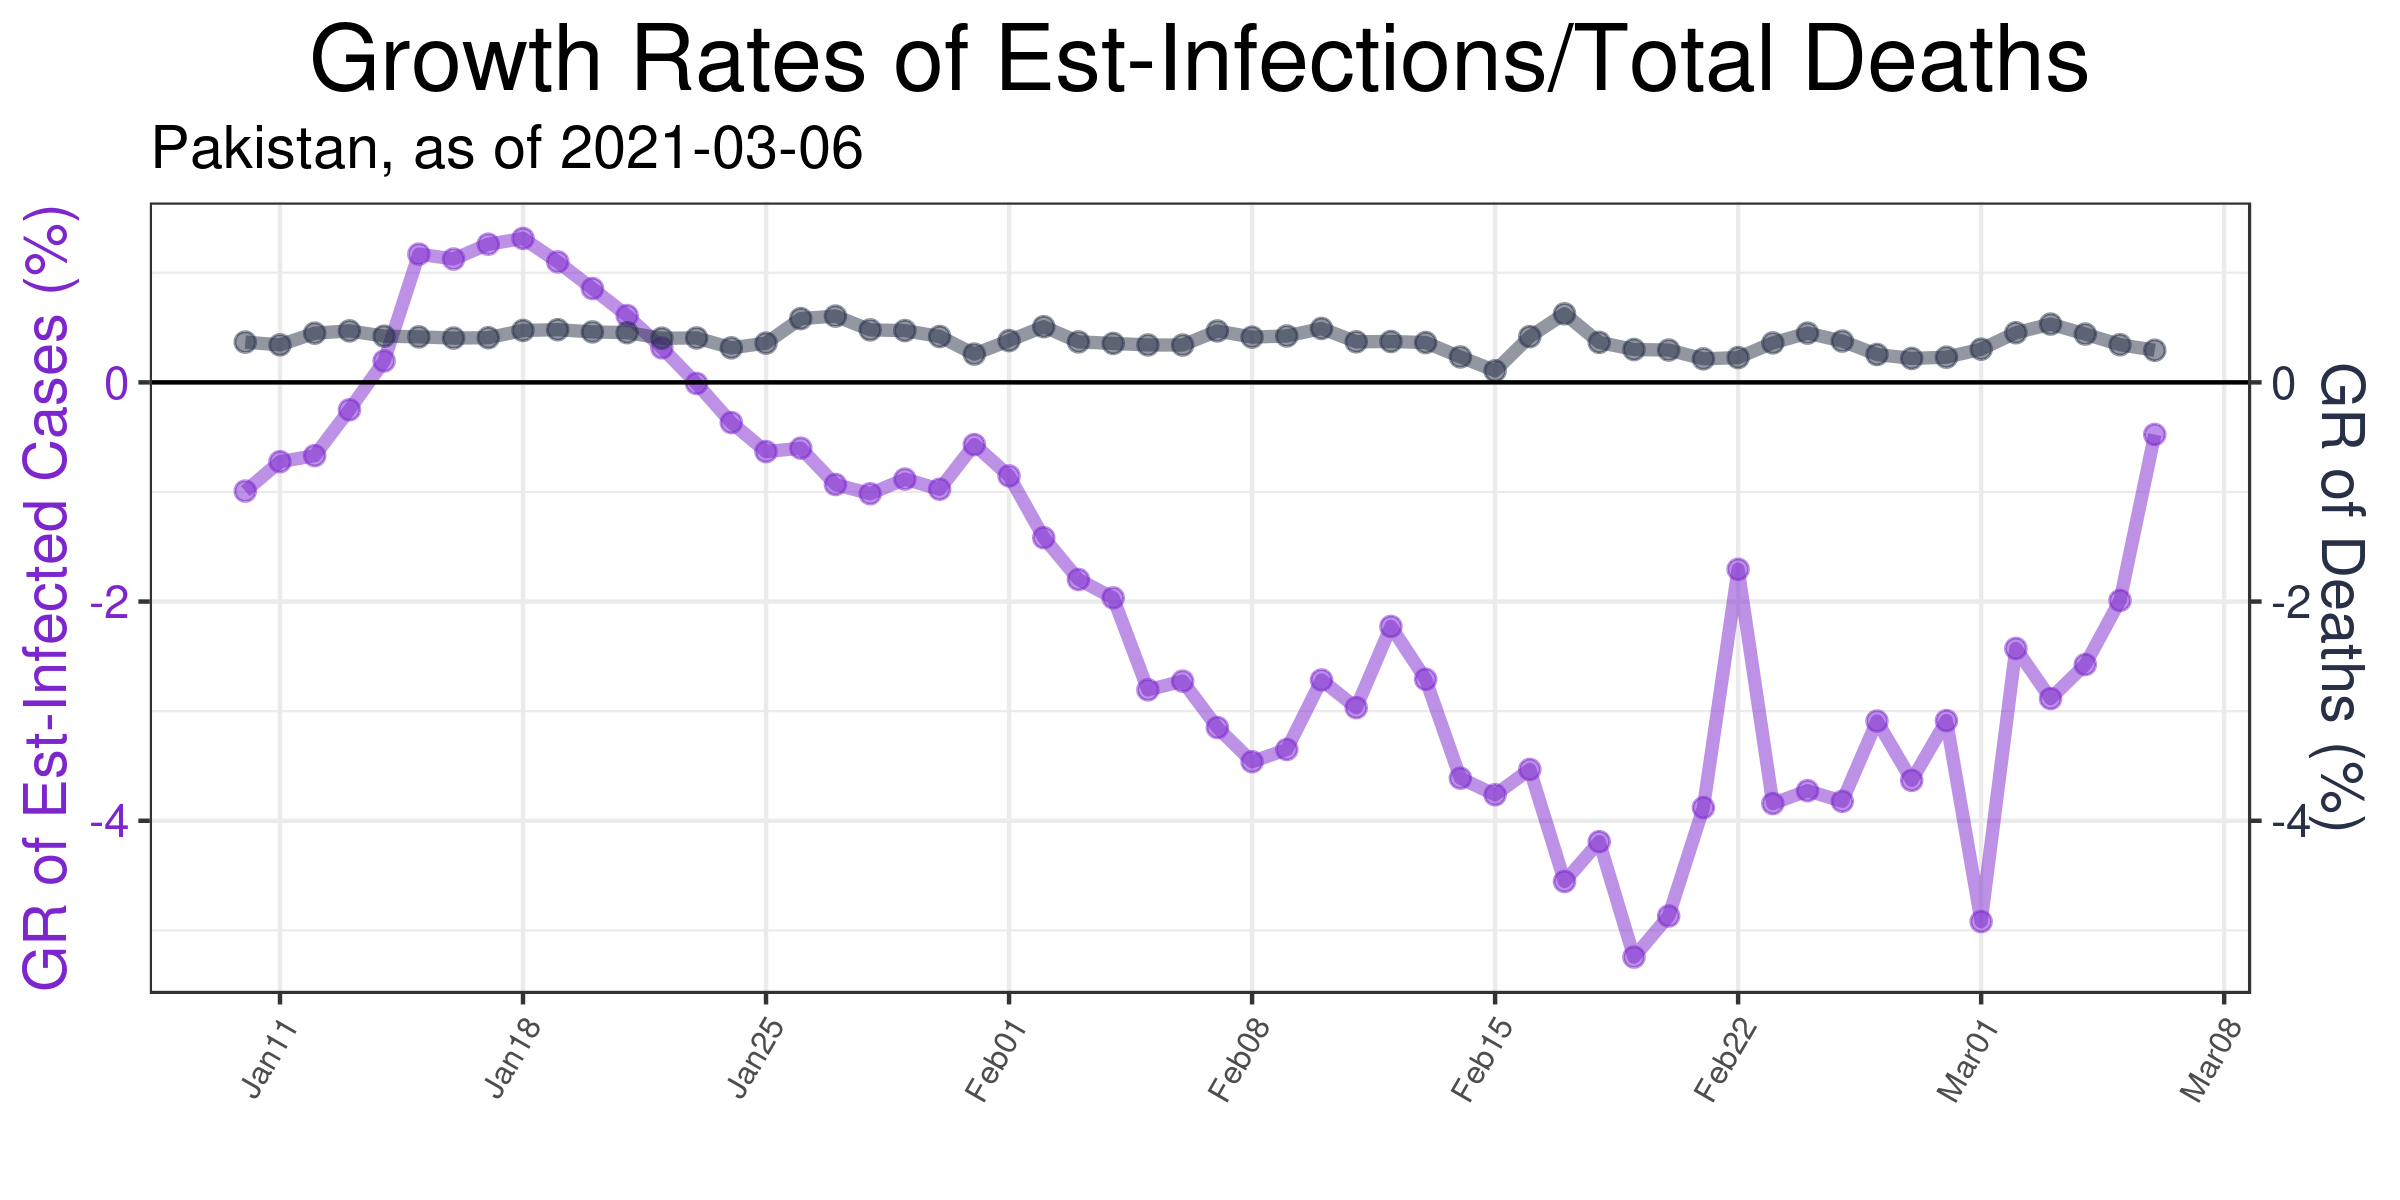 Growth Rates of Est-Infections/Total Deaths
Pakistan, as of 2021-03-06
GR of Est-Infected Cases (%)
0
-2
-4
0
-2
-4
GR of Deaths (%)
Jan11
Jan18
Jan25
Feb01
Feb08
Feb15
Feb22
Mar01
Mar08